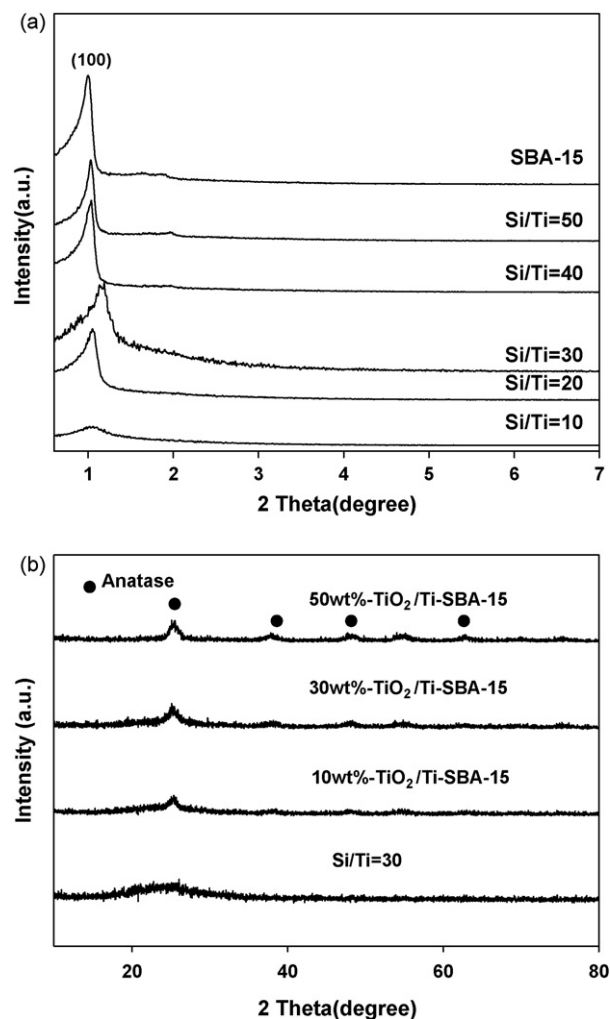 (a)
(100)
SBA-15
Si/Ti=50
Si/Ti=40
Si/Ti=30
Si/Ti=20
Si/Ti=10
Intensity(a.u.)
1 2 3 4 5 6 7
2 Theta(degree)
(b)
● Anatase
50wt%-TiO₂/Ti-SBA-15
30wt%-TiO₂/Ti-SBA-15
10wt%-TiO₂/Ti-SBA-15
Si/Ti=30
Intensity (a.u.)
20 40 60 80
2 Theta(degree)